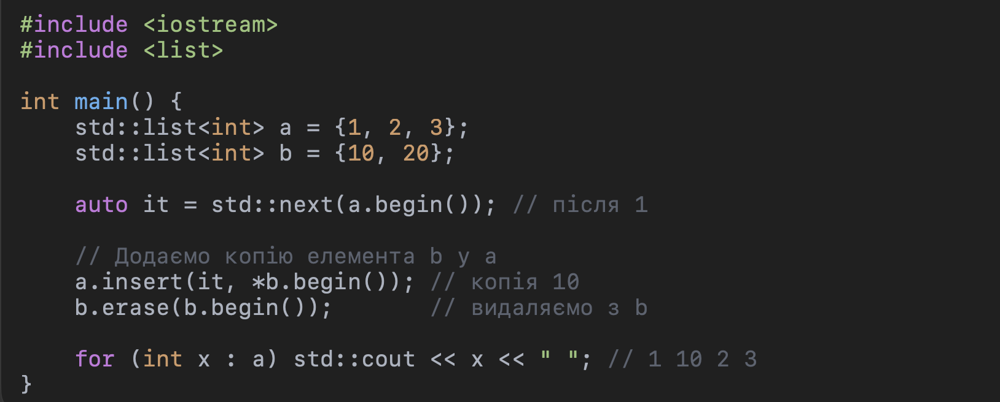 #include <iostream>
#include <list>
int main() {
    std::list<int> a = {1, 2, 3};
    std::list<int> b = {10, 20};
    auto it = std::next(a.begin()); // після 1
    // Додаємо копію елемента b у a
    a.insert(it, *b.begin()); // копія 10
    b.erase(b.begin());       // видаляємо з b
    for (int x : a) std::cout << x << " "; // 1 10 2 3
}